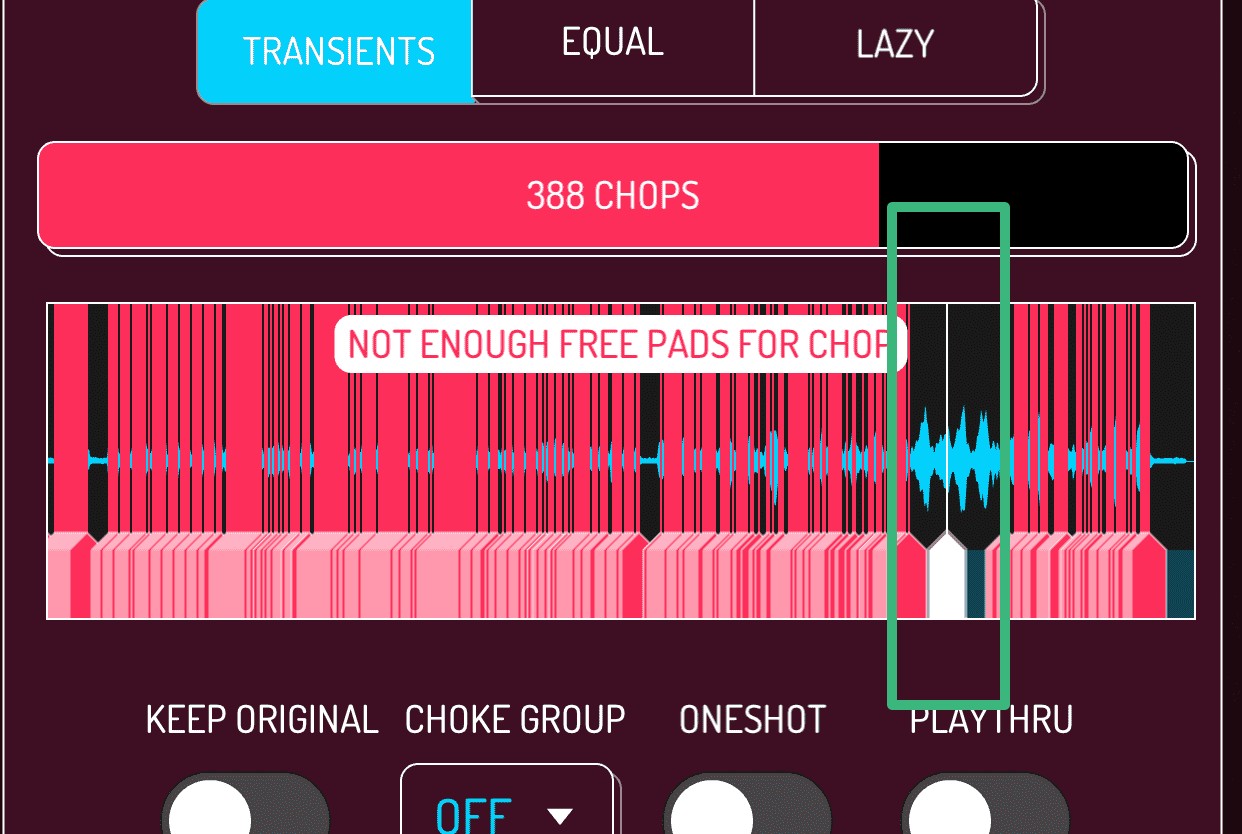 TRANSIENTS EQUAL LAZY
388 CHOPS
NOT ENOUGH FREE PADS FOR CHOP
KEEP ORIGINAL CHOKE GROUP ONESHOT PLAYTHRU
OFF